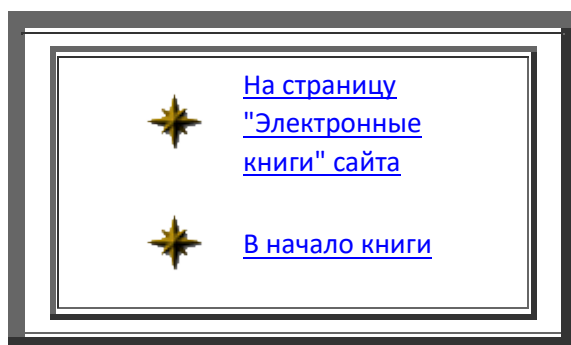 На страницу
"Электронные
книги" сайта
В начало книги